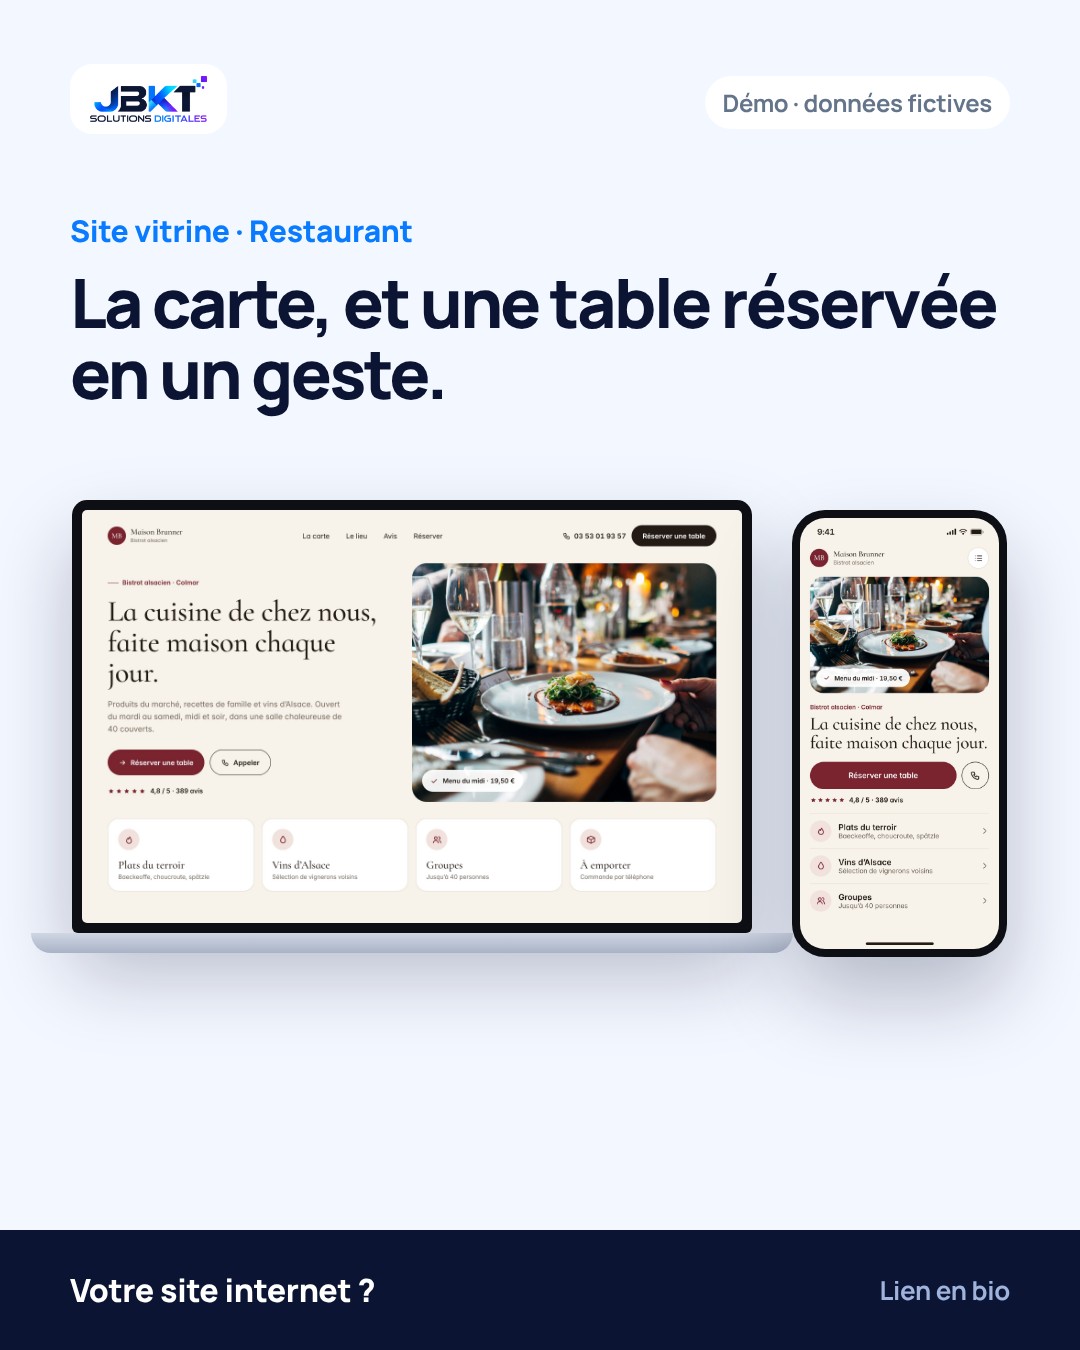 JBKT
SOLUTIONS DIGITALES
Démo · données fictives
Site vitrine · Restaurant
La carte, et une table réservée
en un geste.
MB
Maison Brunner
Bistrot alsacien
La carte
Le lieu
Avis
Réserver
03 53 01 93 57
Réserver une table
Bistrot alsacien · Colmar
La cuisine de chez nous,
faite maison chaque
jour.
Produits du marché, recettes de famille et vins d'Alsace. Ouvert
du mardi au samedi, midi et soir, dans une salle chaleureuse de
40 couverts.
Réserver une table
Appeler
4,8 / 5 · 389 avis
Menu du midi · 19,50 €
Plats du terroir
Baeckeoffe, choucroute, spätzle
Vins d'Alsace
Sélection de vignerons voisins
Groupes
Jusqu'à 40 personnes
À emporter
Commande par téléphone
9:41
MB
Maison Brunner
Bistrot alsacien
Menu du midi · 19,50 €
Bistrot alsacien · Colmar
La cuisine de chez nous,
faite maison chaque jour.
Réserver une table
4,8 / 5 · 389 avis
Plats du terroir
Baeckeoffe, choucroute, spätzle
Vins d'Alsace
Sélection de vignerons voisins
Groupes
Jusqu'à 40 personnes
Votre site internet ?
Lien en bio